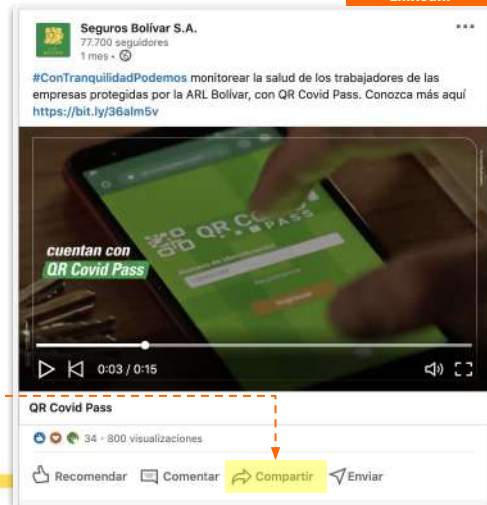 Seguros Bolívar S.A.
77.700 seguidores
1 mes •
#ConTranquilidadPodemos monitorear la salud de los trabajadores de las
empresas protegidas por la ARL Bolívar, con QR Covid Pass. Conozca más aquí
https://bit.ly/36alm5v
QR COVID
PASS
cuentan con
QR Covid Pass
0:03 / 0:15
QR Covid Pass
34 • 800 visualizaciones
Recomendar Comentar Compartir Enviar